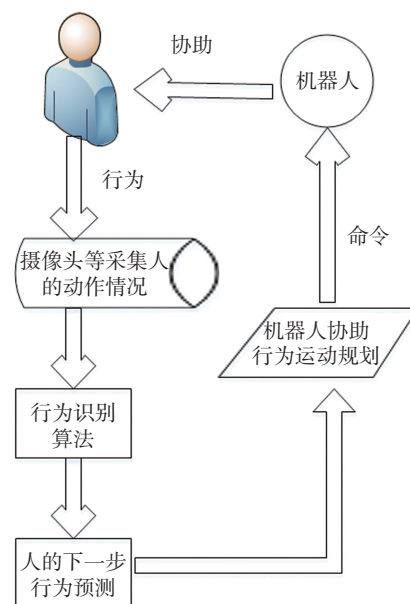 协助
机器人
行为
摄像头等采集人
的动作情况
命令
机器人协助
行为运动规划
行为识别
算法
人的下一步
行为预测